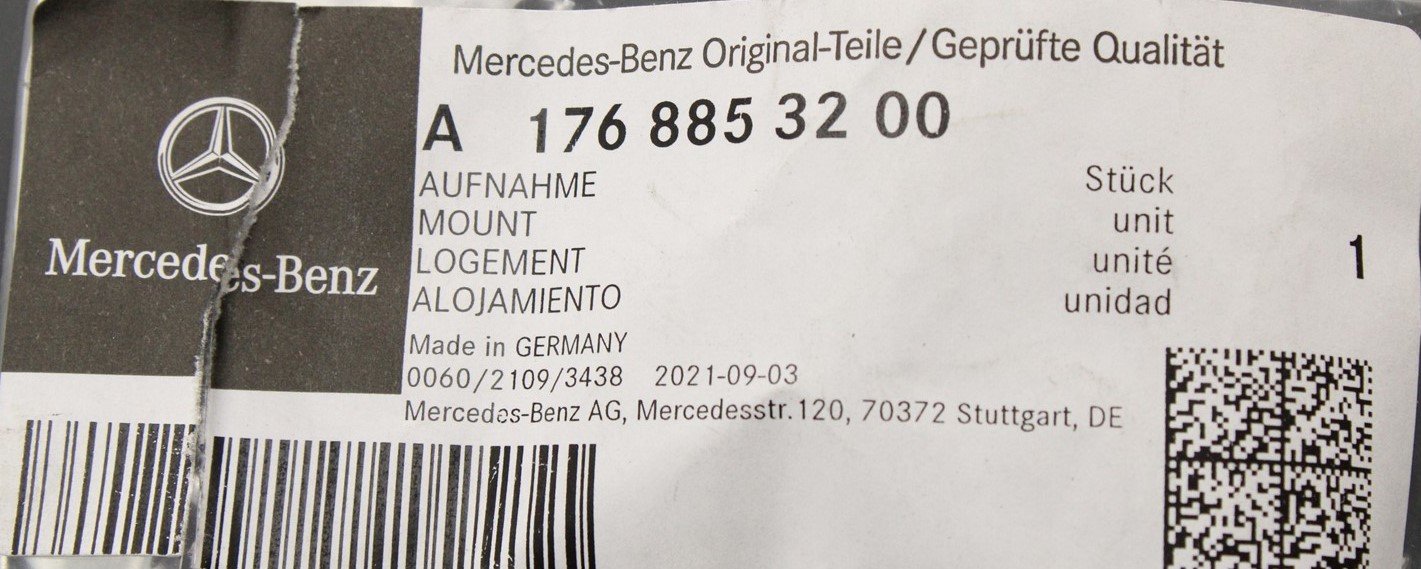 Mercedes-Benz
Mercedes-Benz Original-Teile/Geprüfte Qualität
A 176 885 32 00
AUFNAHME Stück
MOUNT unit
LOGEMENT unité 1
ALOJAMIENTO unidad
Made in GERMANY
0060/2109/3438 2021-09-03
Mercedes-Benz AG, Mercedesstr.120, 70372 Stuttgart, DE